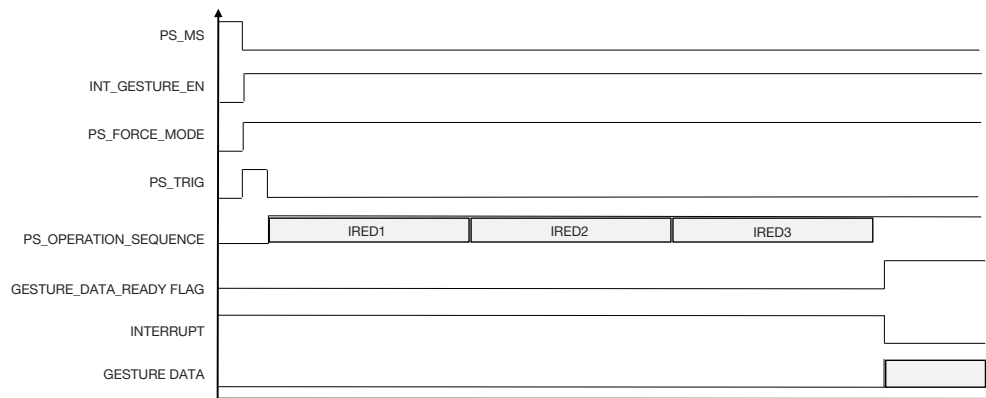 PS_MS
INT_GESTURE_EN
PS_FORCE_MODE
PS_TRIG
PS_OPERATION_SEQUENCE
IRED1 IRED2 IRED3
GESTURE_DATA_READY FLAG
INTERRUPT
GESTURE DATA